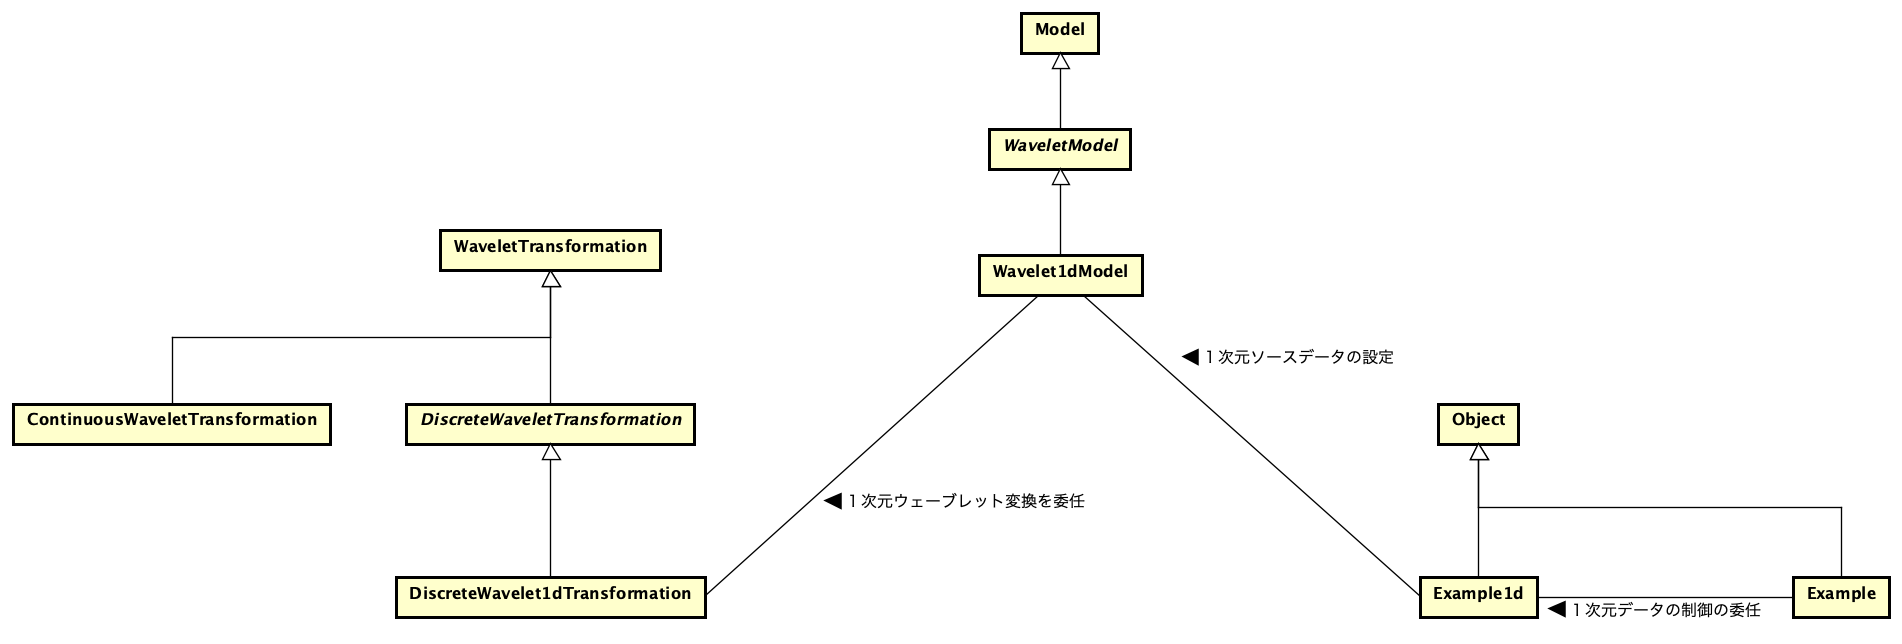 Model
WaveletModel
WaveletTransformation
Wavelet1dModel
◀ 1次元ソースデータの設定
ContinuousWaveletTransformation
DiscreteWaveletTransformation
Object
◀ 1次元ウェーブレット変換を委任
DiscreteWavelet1dTransformation
Example1d
Example
◀ 1次元データの制御の委任